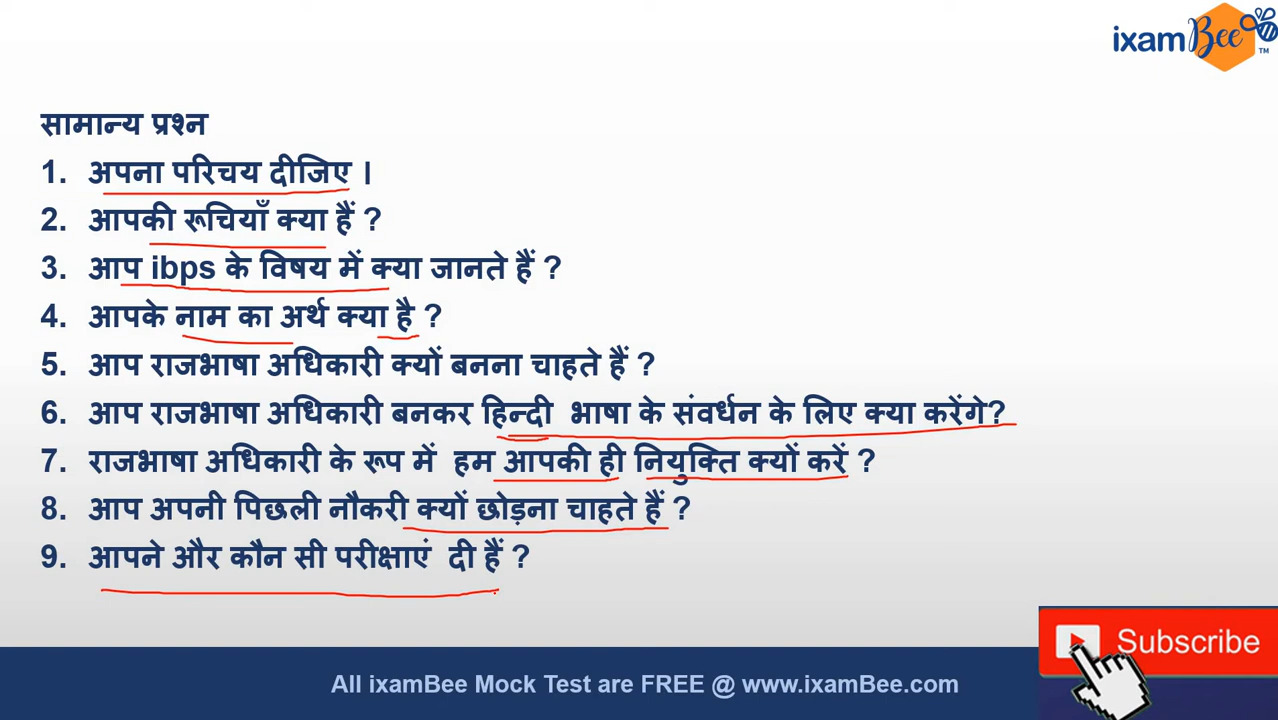 ixamBee TM
सामान्य प्रश्न
1. अपना परिचय दीजिए ।
2. आपकी रूचियाँ क्या हैं ?
3. आप ibps के विषय में क्या जानते हैं ?
4. आपके नाम का अर्थ क्या है ?
5. आप राजभाषा अधिकारी क्यों बनना चाहते हैं ?
6. आप राजभाषा अधिकारी बनकर हिन्दी भाषा के संवर्धन के लिए क्या करेंगे?
7. राजभाषा अधिकारी के रूप में हम आपकी ही नियुक्ति क्यों करें ?
8. आप अपनी पिछली नौकरी क्यों छोड़ना चाहते हैं ?
9. आपने और कौन सी परीक्षाएं दी हैं ?
Subscribe
All ixamBee Mock Test are FREE @ www.ixamBee.com